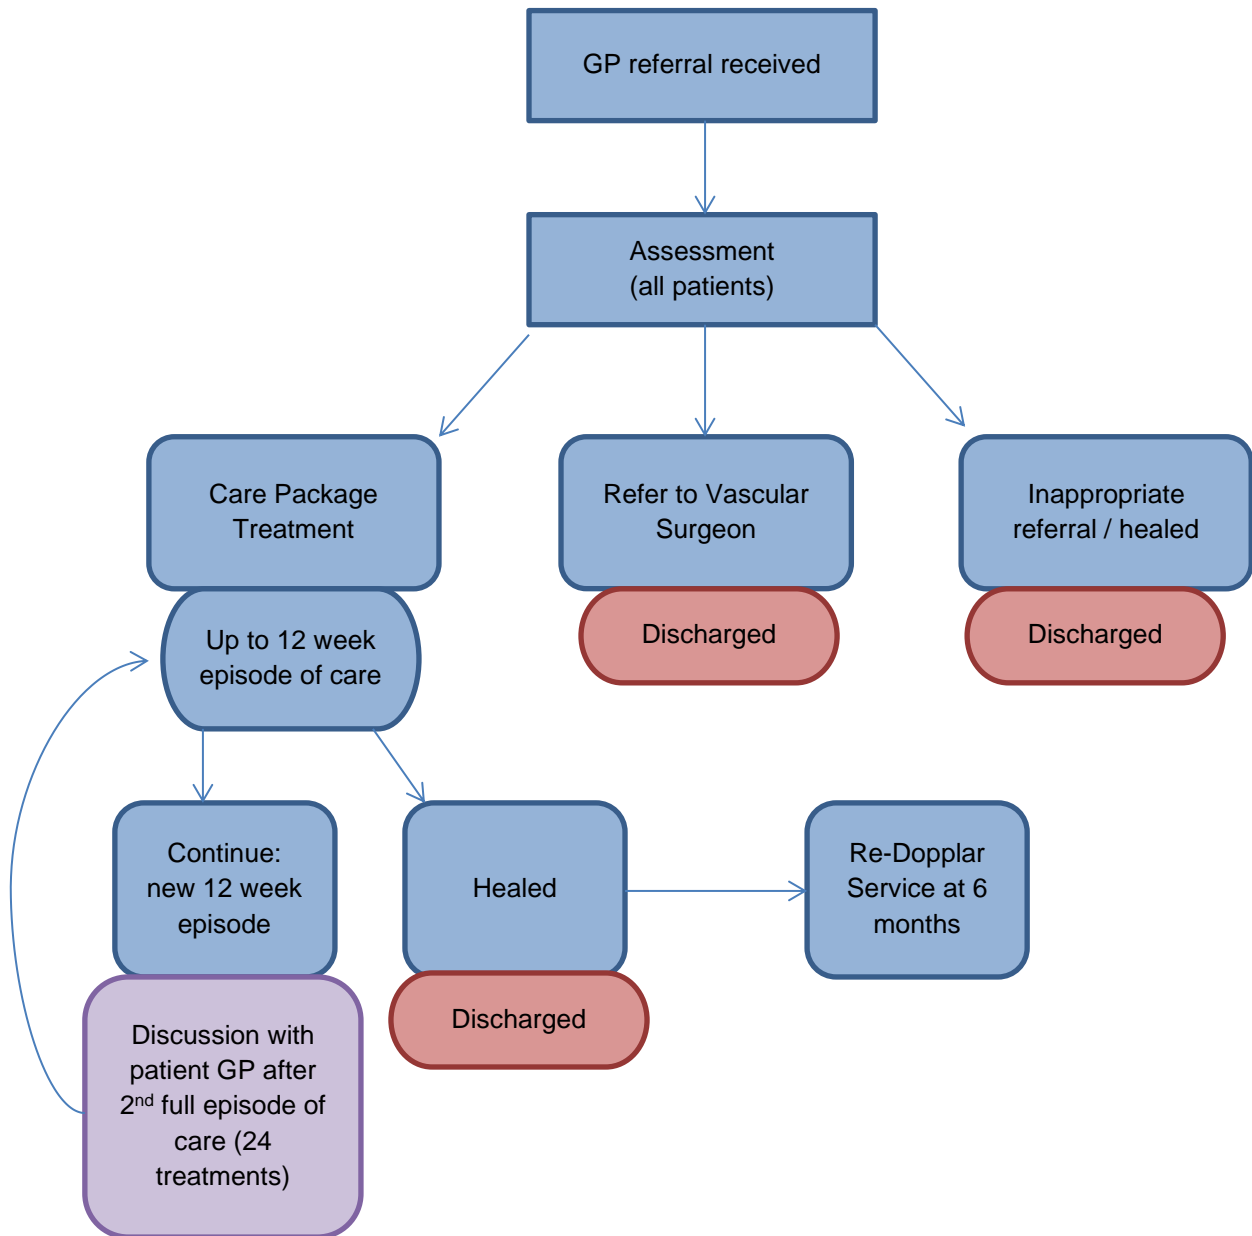 GP referral received
Assessment
(all patients)
Care Package
Treatment
Refer to Vascular
Surgeon
Inappropriate
referral / healed
Up to 12 week
episode of care
Discharged
Discharged
Continue:
new 12 week
episode
Healed
Re-Dopplar
Service at 6
months
Discussion with
patient GP after
2nd full episode of
care (24
treatments)
Discharged